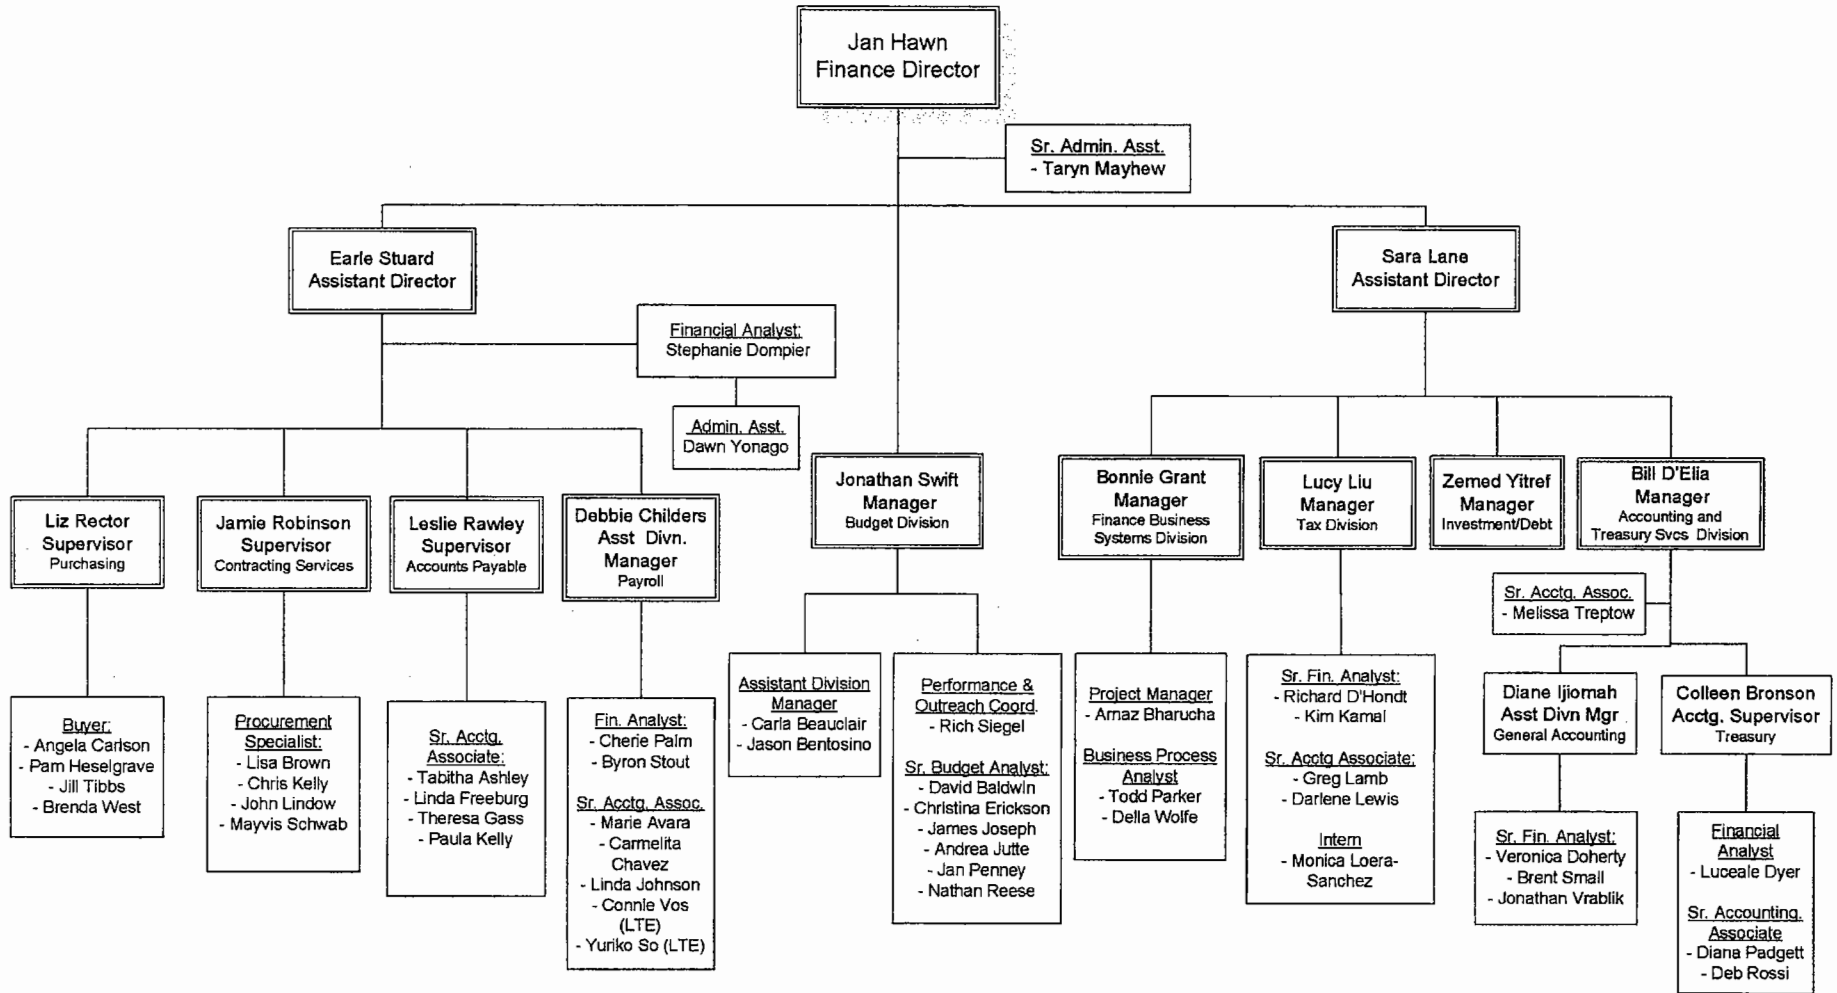 Jan Hawn
Finance Director
Sr. Admin. Asst.
- Taryn Mayhew
Earle Stuard
Assistant Director
Sara Lane
Assistant Director
Financial Analyst:
Stephanie Dompier
Admin. Asst.
Dawn Yonago
Liz Rector
Supervisor
Purchasing
Jamie Robinson
Supervisor
Contracting Services
Leslie Rawley
Supervisor
Accounts Payable
Debbie Childers
Asst Divn.
Manager
Payroll
Jonathan Swift
Manager
Budget Division
Bonnie Grant
Manager
Finance Business
Systems Division
Lucy Liu
Manager
Tax Division
Zemed Yitref
Manager
Investment/Debt
Bill D'Elia
Manager
Accounting and
Treasury Svcs Division
Sr. Acctg. Assoc.
- Melissa Treptow
Buyer:
- Angela Carlson
- Pam Heselgrave
- Jill Tibbs
- Brenda West
Procurement
Specialist:
- Lisa Brown
- Chris Kelly
- John Lindow
- Mayvis Schwab
Sr. Acctg.
Associate:
- Tabitha Ashley
- Linda Freeburg
- Theresa Gass
- Paula Kelly
Fin. Analyst:
- Cherie Palm
- Byron Stout
Sr. Acctg. Assoc.
- Marie Avara
- Carmelita
Chavez
- Linda Johnson
- Connie Vos
(LTE)
- Yuriko So (LTE)
Assistant Division
Manager
- Carla Beauclair
- Jason Bentosino
Performance &
Outreach Coord.
- Rich Siegel
Sr. Budget Analyst:
- David Baldwin
- Christina Erickson
- James Joseph
- Andrea Jutte
- Jan Penney
- Nathan Reese
Project Manager
- Arnaz Bharucha
Business Process
Analyst
- Todd Parker
- Della Wolfe
Sr. Fin. Analyst:
- Richard D'Hondt
- Kim Kamal
Sr. Acctg Associate:
- Greg Lamb
- Darlene Lewis
Intern
- Monica Loera-
Sanchez
Diane Ijiomah
Asst Divn Mgr
General Accounting
Colleen Bronson
Acctg. Supervisor
Treasury
Sr. Fin. Analyst:
- Veronica Doherty
- Brent Small
- Jonathan Vrablik
Financial
Analyst
- Luceale Dyer
Sr. Accounting.
Associate
- Diana Padgett
- Deb Rossi